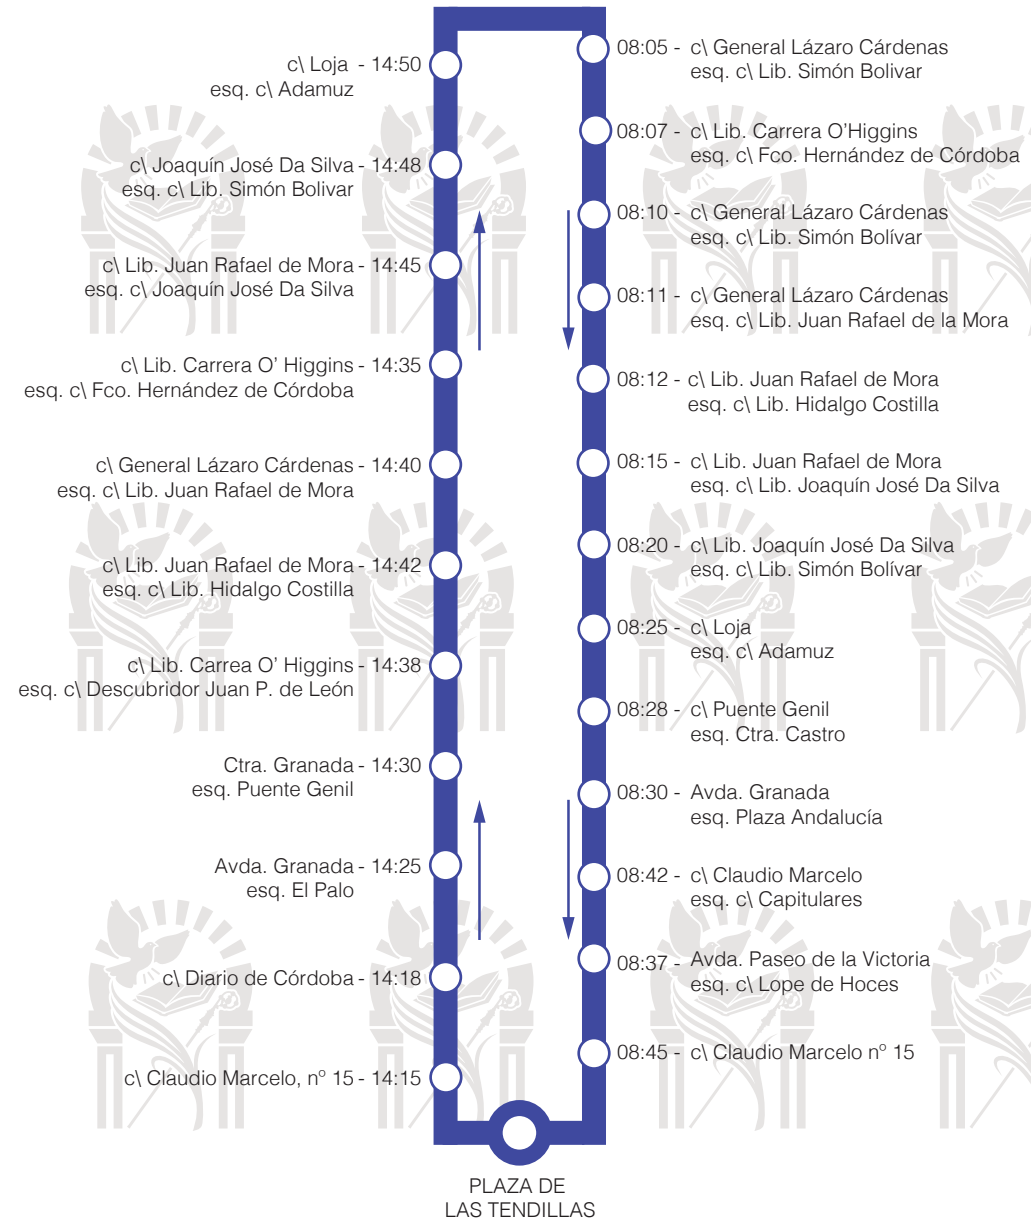 c\ Loja - 14:50
esq. c\ Adamuz
c\ Joaquín José Da Silva - 14:48
esq. c\ Lib. Simón Bolivar
c\ Lib. Juan Rafael de Mora - 14:45
esq. c\ Joaquín José Da Silva
c\ Lib. Carrera O' Higgins - 14:35
esq. c\ Fco. Hernández de Córdoba
c\ General Lázaro Cárdenas - 14:40
esq. c\ Lib. Juan Rafael de Mora
c\ Lib. Juan Rafael de Mora - 14:42
esq. c\ Lib. Hidalgo Costilla
c\ Lib. Carrea O' Higgins - 14:38
esq. c\ Descubridor Juan P. de León
Ctra. Granada - 14:30
esq. Puente Genil
Avda. Granada - 14:25
esq. El Palo
c\ Diario de Córdoba - 14:18
c\ Claudio Marcelo, nº 15 - 14:15
08:05 - c\ General Lázaro Cárdenas
esq. c\ Lib. Simón Bolivar
08:07 - c\ Lib. Carrera O'Higgins
esq. c\ Fco. Hernández de Córdoba
08:10 - c\ General Lázaro Cárdenas
esq. c\ Lib. Simón Bolívar
08:11 - c\ General Lázaro Cárdenas
esq. c\ Lib. Juan Rafael de la Mora
08:12 - c\ Lib. Juan Rafael de Mora
esq. c\ Lib. Hidalgo Costilla
08:15 - c\ Lib. Juan Rafael de Mora
esq. c\ Lib. Joaquín José Da Silva
08:20 - c\ Lib. Joaquín José Da Silva
esq. c\ Lib. Simón Bolívar
08:25 - c\ Loja
esq. c\ Adamuz
08:28 - c\ Puente Genil
esq. Ctra. Castro
08:30 - Avda. Granada
esq. Plaza Andalucía
08:42 - c\ Claudio Marcelo
esq. c\ Capitulares
08:37 - Avda. Paseo de la Victoria
esq. c\ Lope de Hoces
08:45 - c\ Claudio Marcelo nº 15
PLAZA DE
LAS TENDILLAS